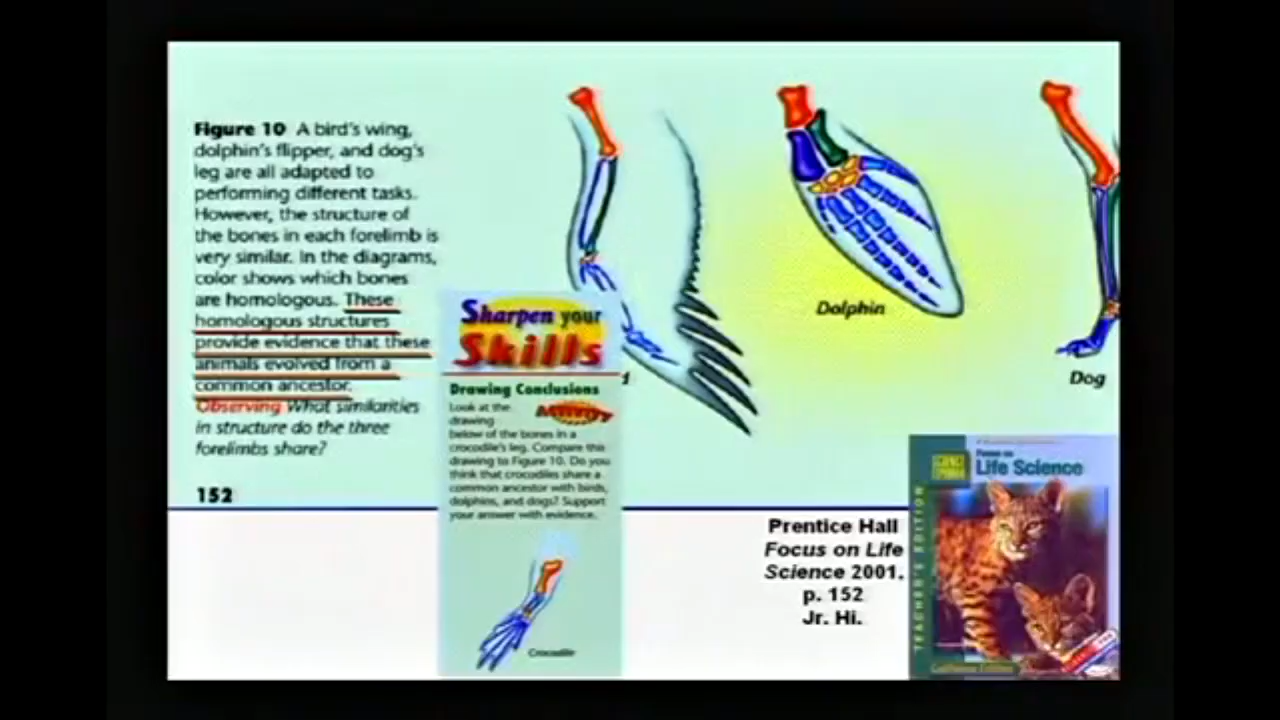 Figure 10 A bird's wing,
dolphin's flipper, and dog's
leg are all adapted to
performing different tasks.
However, the structure of
the bones in each forelimb is
very similar. In the diagrams,
color shows which bones
are homologous. These
homologous structures
provide evidence that these
animals evolved from a
common ancestor.
Observing What similarities
in structure do the three
forelimbs share?
152
Sharpen your
Skills
Drawing Conclusions
Activity
Look at the
drawing
below of the bones in a
crocodile's leg. Compare this
drawing to Figure 10. Do you
think that crocodiles share a
common ancestor with birds,
dolphins, and dogs? Support
your answer with evidence.
Crocodile
Dolphin
Dog
Prentice Hall
Focus on Life
Science 2001,
p. 152
Jr. Hi.
Focus on
Life Science
TEACHER'S EDITION
California Edition